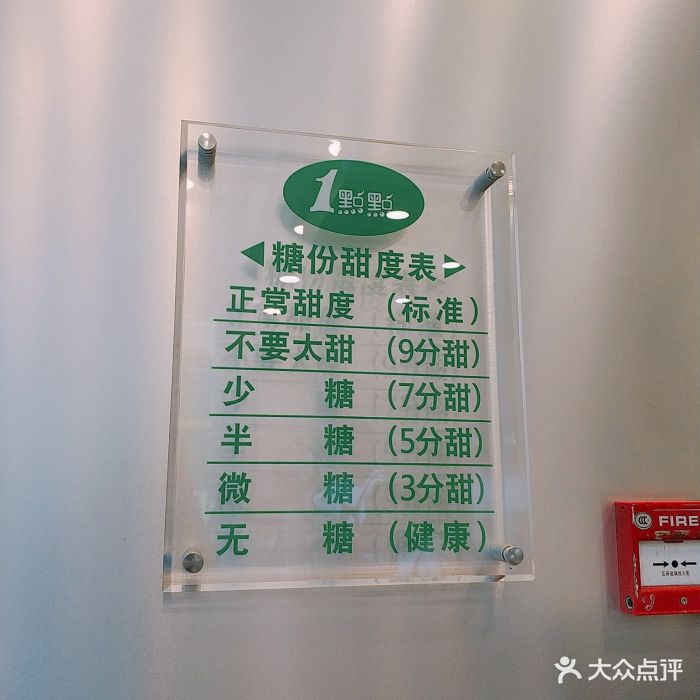 1點點
糖份甜度表
正常甜度 (标准)
不要太甜 (9分甜)
少 糖 (7分甜)
半 糖 (5分甜)
微 糖 (3分甜)
无 糖 (健康)
FIRE
大众点评